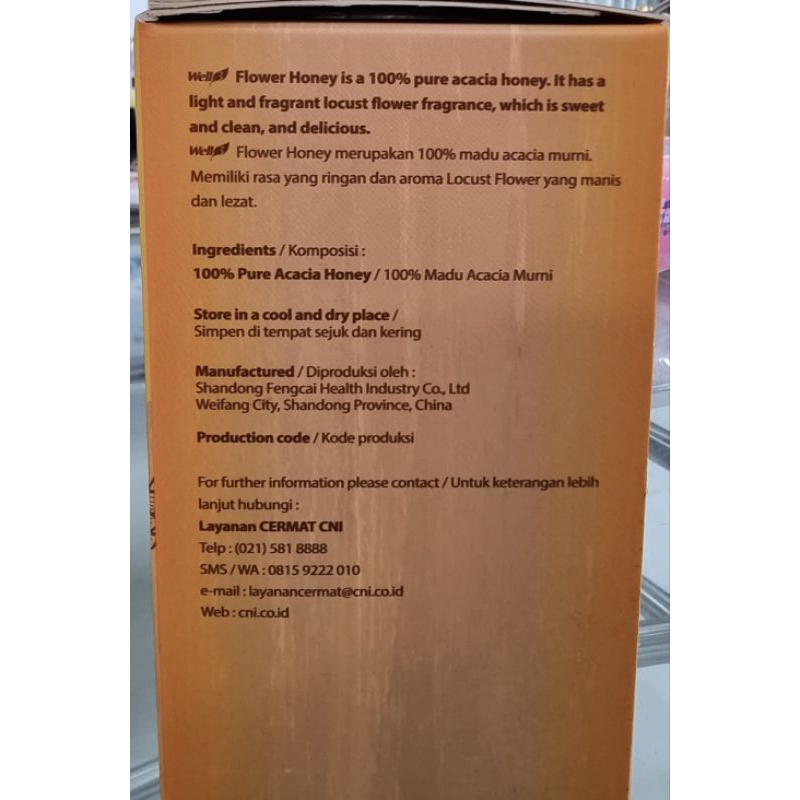 Well Flower Honey is a 100% pure acacia honey. It has a
light and fragrant locust flower fragrance, which is sweet
and clean, and delicious.
Well Flower Honey merupakan 100% madu acacia murni.
Memiliki rasa yang ringan dan aroma Locust Flower yang manis
dan lezat.
Ingredients / Komposisi :
100% Pure Acacia Honey / 100% Madu Acacia Murni
Store in a cool and dry place /
Simpen di tempat sejuk dan kering
Manufactured / Diproduksi oleh :
Shandong Fengcai Health Industry Co., Ltd
Weifang City, Shandong Province, China
Production code / Kode produksi
For further information please contact / Untuk keterangan lebih
lanjut hubungi :
Layanan CERMAT CNI
Telp : (021) 581 8888
SMS / WA : 0815 9222 010
e-mail : layanancermat@cni.co.id
Web : cni.co.id